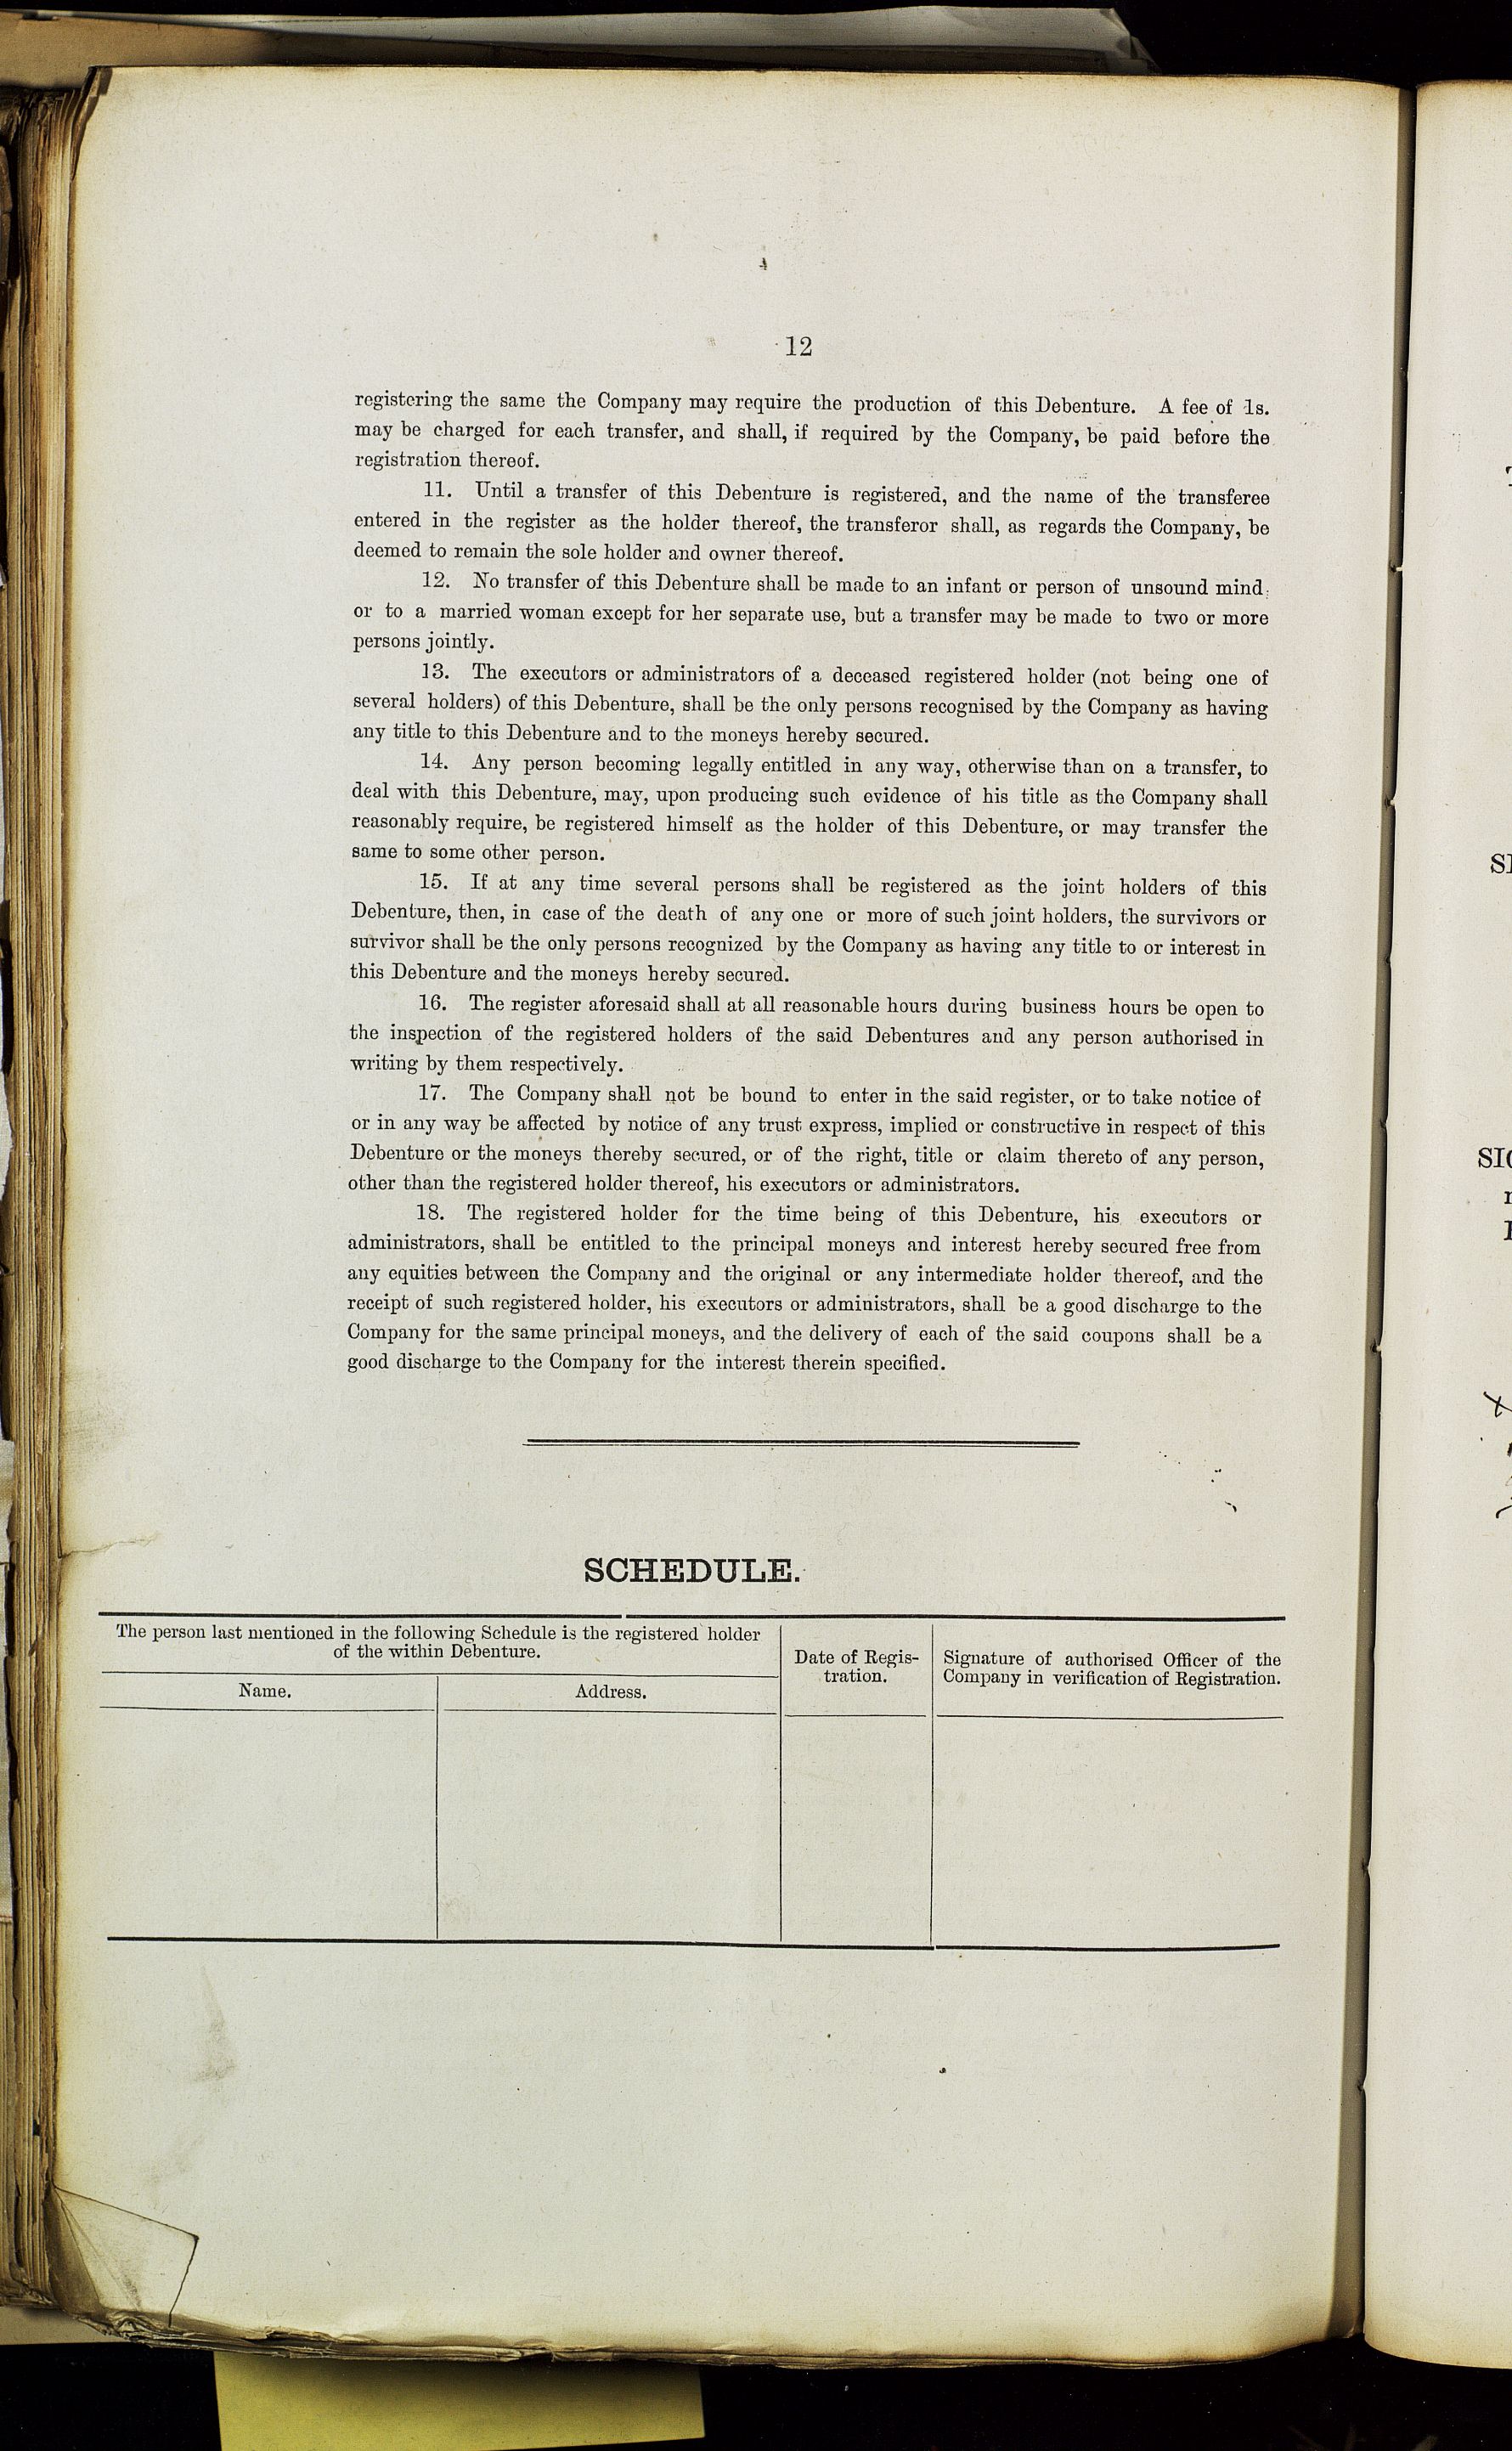 12
registering the same the Company may require the production of this Debenture. A fee of 1s.
may be charged for each transfer, and shall, if required by the Company, be paid before the
registration thereof.
11. Until a transfer of this Debenture is registered, and the name of the transferee
entered in the register as the holder thereof, the transferor shall, as regards the Company, be
deemed to remain the sole holder and owner thereof.
12. No transfer of this Debenture shall be made to an infant or person of unsound mind,
or to a married woman except for her separate use, but a transfer may be made to two or more
persons jointly.
13. The executors or administrators of a deceased registered holder (not being one of
several holders) of this Debenture, shall be the only persons recognised by the Company as having
any title to this Debenture and to the moneys hereby secured.
14. Any person becoming legally entitled in any way, otherwise than on a transfer, to
deal with this Debenture, may, upon producing such evidence of his title as the Company shall
reasonably require, be registered himself as the holder of this Debenture, or may transfer the
same to some other person.
15. If at any time several persons shall be registered as the joint holders of this
Debenture, then, in case of the death of any one or more of such joint holders, the survivors or
survivor shall be the only persons recognized by the Company as having any title to or interest in
this Debenture and the moneys hereby secured.
16. The register aforesaid shall at all reasonable hours during business hours be open to
the inspection of the registered holders of the said Debentures and any person authorised in
writing by them respectively.
17. The Company shall not be bound to enter in the said register, or to take notice of
or in any way be affected by notice of any trust express, implied or constructive in respect of this
Debenture or the moneys thereby secured, or of the right, title or claim thereto of any person,
other than the registered holder thereof, his executors or administrators.
18. The registered holder for the time being of this Debenture, his executors or
administrators, shall be entitled to the principal moneys and interest hereby secured free from
any equities between the Company and the original or any intermediate holder thereof, and the
receipt of such registered holder, his executors or administrators, shall be a good discharge to the
Company for the same principal moneys, and the delivery of each of the said coupons shall be a
good discharge to the Company for the interest therein specified.
SCHEDULE.
The person last mentioned in the following Schedule is the registered holder
of the within Debenture.
Name.
Address.
Date of Regis-
tration.
Signature of authorised Officer of the
Company in verification of Registration.